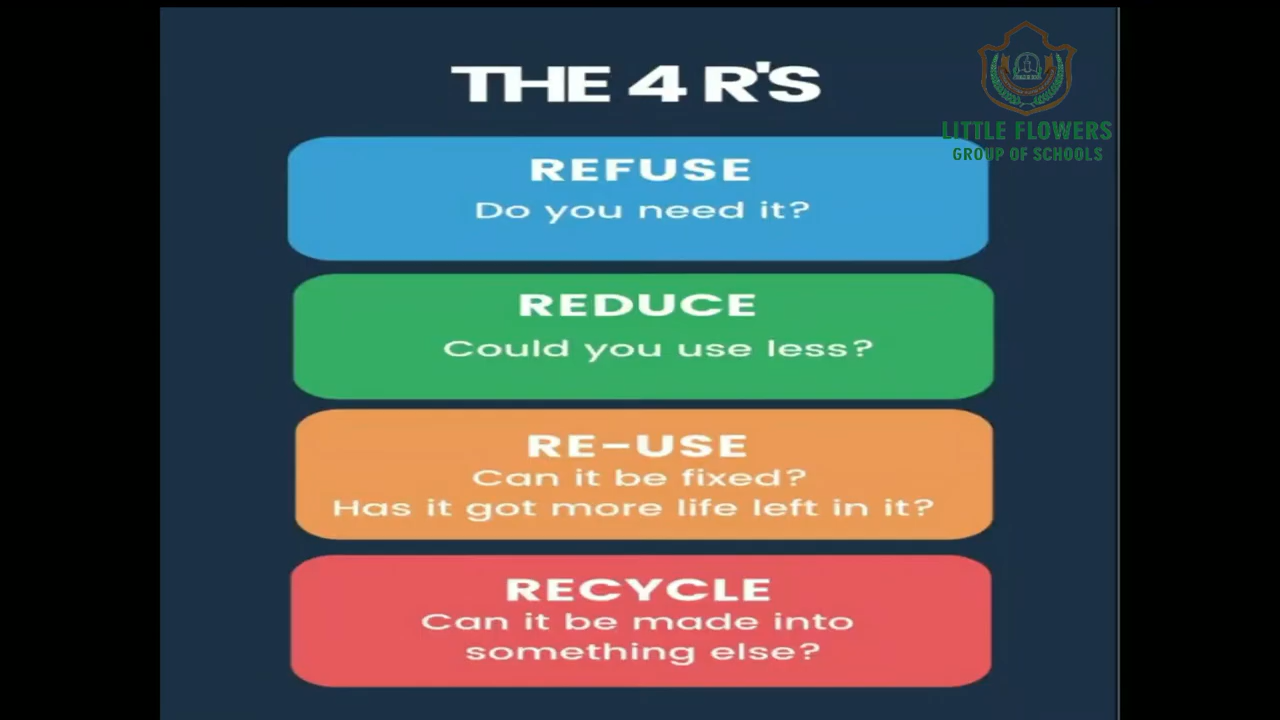 THE 4 R'S
LITTLE FLOWERS
GROUP OF SCHOOLS
REFUSE
Do you need it?
REDUCE
Could you use less?
RE-USE
Can it be fixed?
Has it got more life left in it?
RECYCLE
Can it be made into
something else?